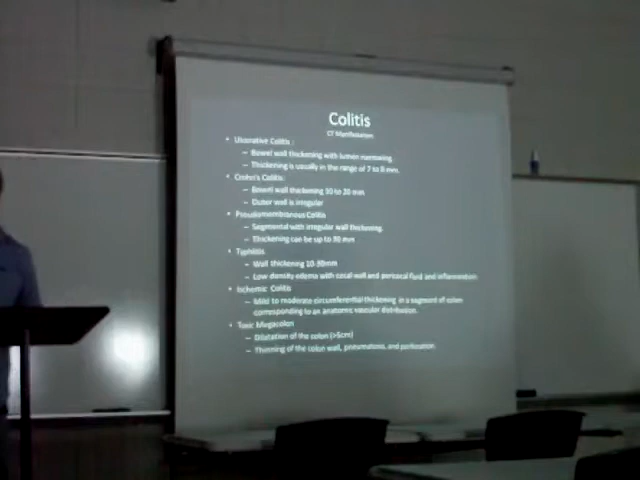 Colitis
CT Manifestations
• Ulcerative Colitis :
– Bowel wall thickening with lumen narrowing.
– Thickening is usually in the range of 7 to 8 mm.
• Crohn's Colitis:
– Bowel wall thickening 10 to 20 mm
– Outer wall is irregular
• Pseudomembranous Colitis
– Segmental with irregular wall thickening.
– Thickening can be up to 30 mm
• Typhlitis
– Wall thickening 10-30mm
– Low density edema with cecal wall and pericecal fluid and inflammation
• Ischemic Colitis
– Mild to moderate circumferential thickening in a segment of colon
corresponding to an anatomic vascular distribution.
• Toxic Megacolon
– Dilatation of the colon (>5cm)
– Thinning of the colon wall, pneumatosis, and perforation